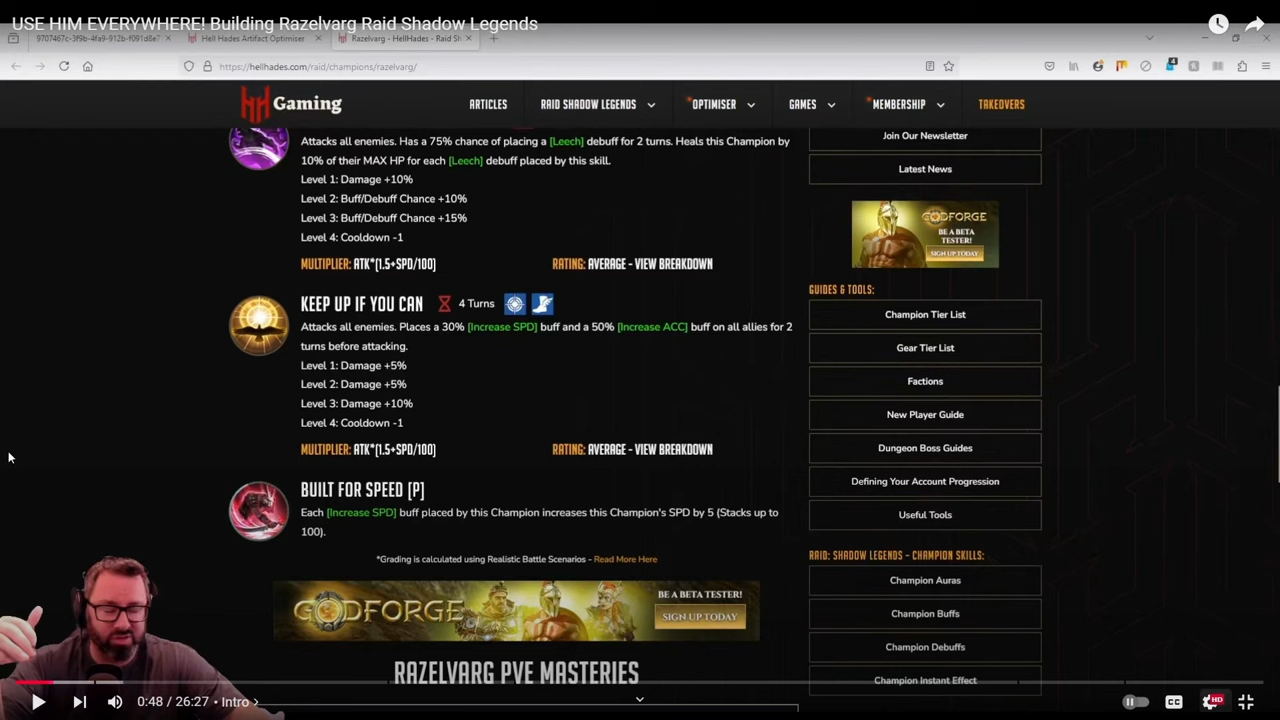 USE HIM EVERYWHERE! Building Razelvarg Raid Shadow Legends
9707467c-3f9b-4fa9-912b-f091d8e7
Hell Hades Artifact Optimiser
Razelvarg - HellHades - Raid Sh
https://hellhades.com/raid/champions/razelvarg/
Gaming
ARTICLES
RAID SHADOW LEGENDS
OPTIMISER
GAMES
MEMBERSHIP
TAKEOVERS
Attacks all enemies. Has a 75% chance of placing a [Leech] debuff for 2 turns. Heals this Champion by
10% of their MAX HP for each [Leech] debuff placed by this skill.
Level 1: Damage +10%
Level 2: Buff/Debuff Chance +10%
Level 3: Buff/Debuff Chance +15%
Level 4: Cooldown -1
MULTIPLIER: ATK*(1.5+SPD/100)
RATING: AVERAGE - VIEW BREAKDOWN
KEEP UP IF YOU CAN
4 Turns
Attacks all enemies. Places a 30% [Increase SPD] buff and a 50% [Increase ACC] buff on all allies for 2
turns before attacking.
Level 1: Damage +5%
Level 2: Damage +5%
Level 3: Damage +10%
Level 4: Cooldown -1
MULTIPLIER: ATK*(1.5+SPD/100)
RATING: AVERAGE - VIEW BREAKDOWN
BUILT FOR SPEED [P]
Each [Increase SPD] buff placed by this Champion increases this Champion's SPD by 5 (Stacks up to
100).
*Grading is calculated using Realistic Battle Scenarios - Read More Here
GODFORGE
BE A BETA
TESTER!
SIGN UP TODAY
RAZELVARG PVE MASTERIES
Join Our Newsletter
Latest News
GODFORGE
BE A BETA
TESTER!
SIGN UP TODAY
GUIDES & TOOLS:
Champion Tier List
Gear Tier List
Factions
New Player Guide
Dungeon Boss Guides
Defining Your Account Progression
Useful Tools
RAID: SHADOW LEGENDS - CHAMPION SKILLS:
Champion Auras
Champion Buffs
Champion Debuffs
Champion Instant Effect
0:48 / 26:27 • Intro
CC
HD